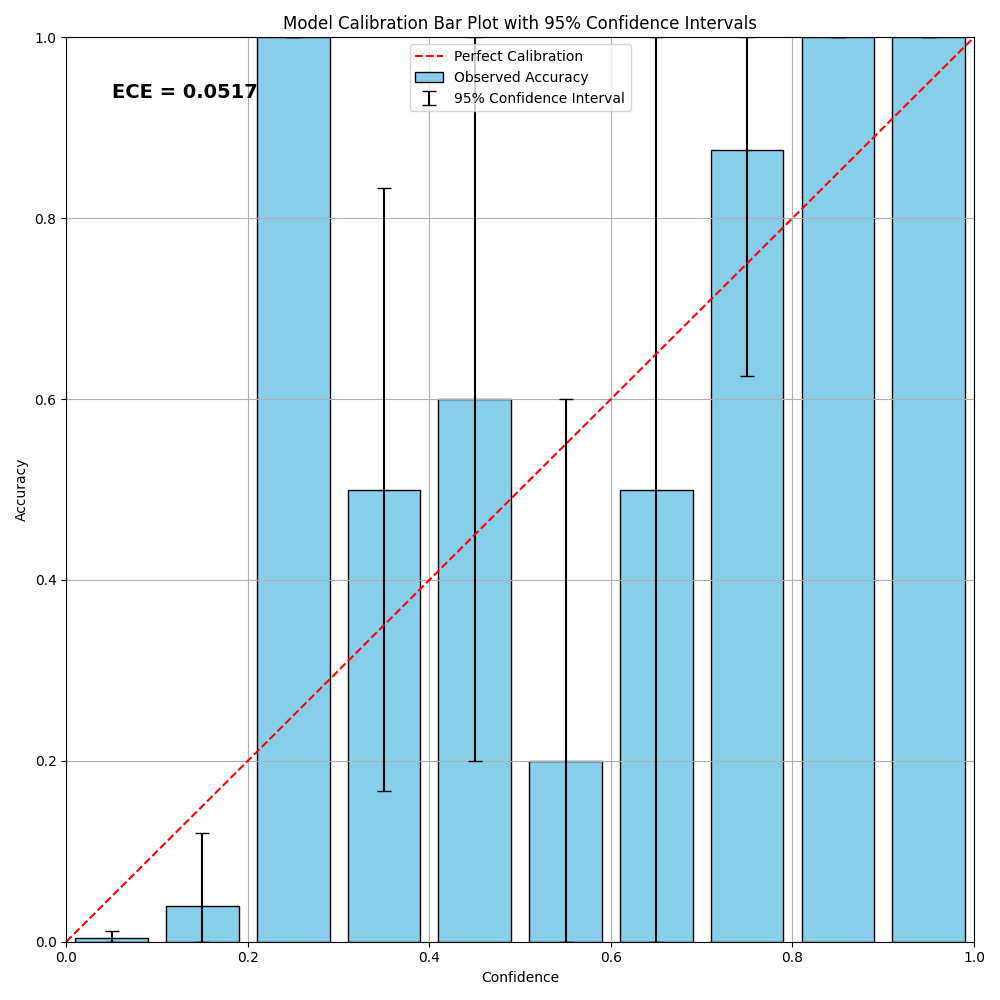 Model Calibration Bar Plot with 95% Confidence Intervals
Perfect Calibration
Observed Accuracy
95% Confidence Interval
ECE = 0.0517
Accuracy
1.0
0.8
0.6
0.4
0.2
0.0
0.0 0.2 0.4 0.6 0.8 1.0
Confidence